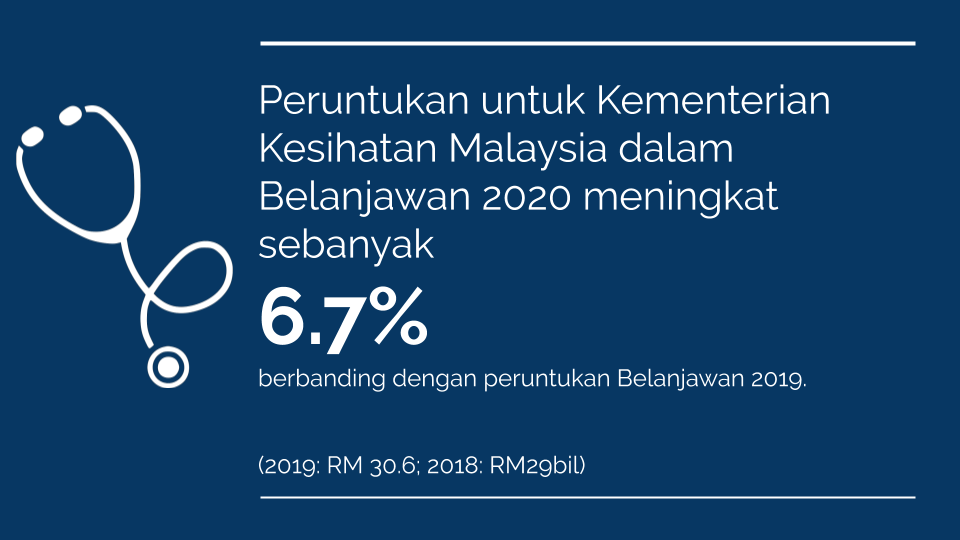 Peruntukan untuk Kementerian
Kesihatan Malaysia dalam
Belanjawan 2020 meningkat
sebanyak
6.7%
berbanding dengan peruntukan Belanjawan 2019.
(2019: RM 30.6; 2018: RM29bil)